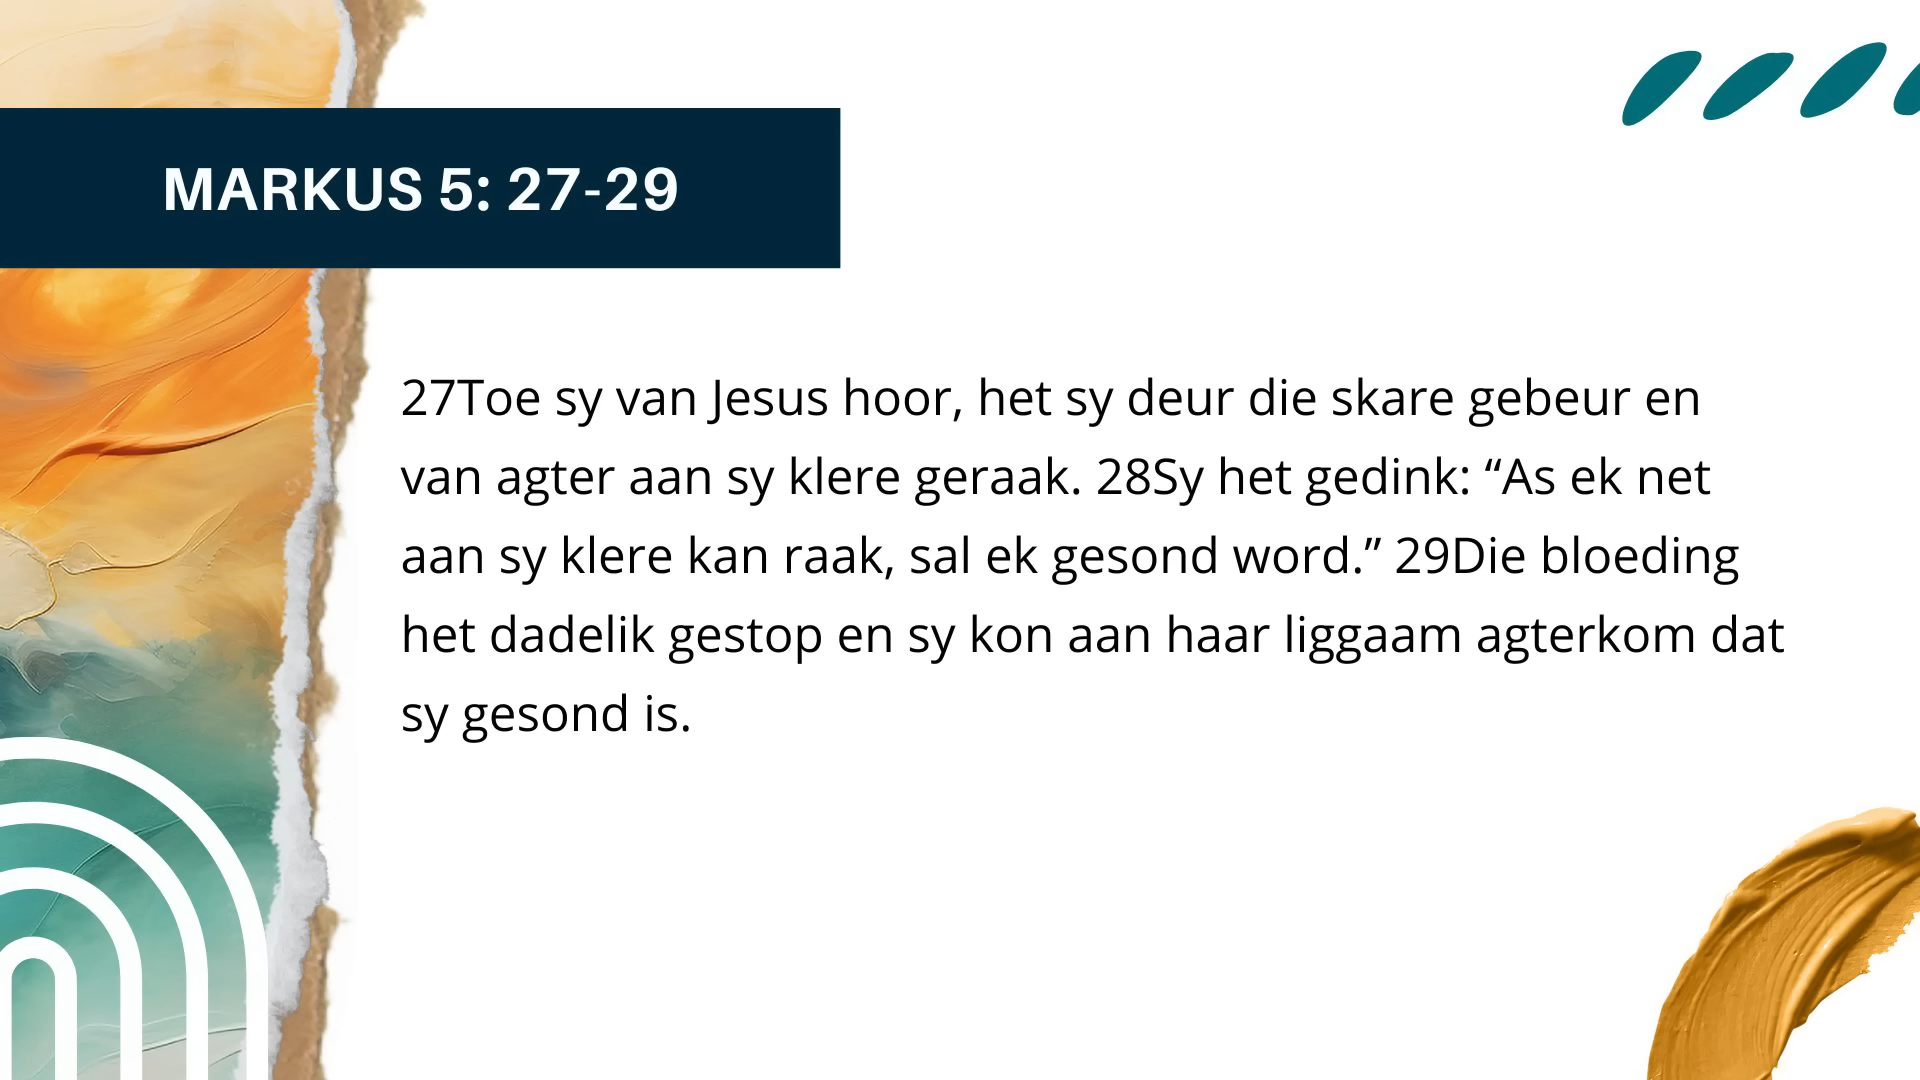 MARKUS 5: 27-29
27Toe sy van Jesus hoor, het sy deur die skare gebeur en
van agter aan sy klere geraak. 28Sy het gedink: “As ek net
aan sy klere kan raak, sal ek gesond word.” 29Die bloeding
het dadelik gestop en sy kon aan haar liggaam agterkom dat
sy gesond is.